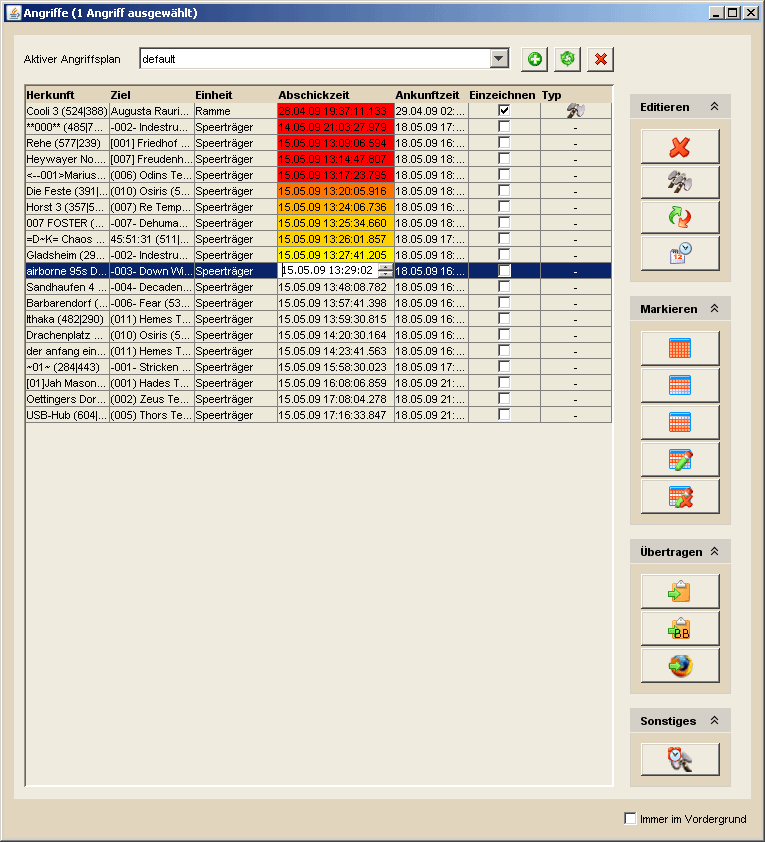 Angriffe (1 Angriff ausgewählt)
Aktiver Angriffsplan default
Herkunft Ziel Einheit Abschickzeit Ankunftzeit Einzeichnen Typ
Cooli 3 (524|388) Augusta Rauri... Ramme 28.04.09 19:37:11.133 29.04.09 02:...
**000** (485|7... -002- Indestru... Speerträger 14.05.09 21:03:27.979 18.05.09 17:... -
Rehe (577|239) [001] Friedhof ... Speerträger 15.05.09 13:09:06.594 18.05.09 17:... -
Heywayer No.... [007] Freudenh... Speerträger 15.05.09 13:14:47.807 18.05.09 18:... -
<--001>Marius... (006) Odins Te... Speerträger 15.05.09 13:17:23.795 18.05.09 18:... -
Die Feste (391|... (010) Osiris (5... Speerträger 15.05.09 13:20:05.916 18.05.09 18:... -
Horst 3 (357|5... (007) Re Temp... Speerträger 15.05.09 13:24:06.736 18.05.09 16:... -
007 FOSTER (... -007- Dehuma... Speerträger 15.05.09 13:25:34.660 18.05.09 18:... -
=D~K= Chaos ... 45:51:31 (511|... Speerträger 15.05.09 13:26:01.857 18.05.09 17:... -
Gladsheim (29... -002- Indestru... Speerträger 15.05.09 13:27:41.205 18.05.09 16:... -
airborne 95s D... -003- Down Wi... Speerträger 15.05.09 13:29:02 18.05.09 16:... -
Sandhaufen 4 ... -004- Decaden... Speerträger 15.05.09 13:48:08.782 18.05.09 16:... -
Barbarendorf (... -006- Fear (53... Speerträger 15.05.09 13:57:41.398 18.05.09 16:... -
Ithaka (482|290) (011) Hemes T... Speerträger 15.05.09 13:59:30.815 18.05.09 16:... -
Drachenplatz ... (010) Osiris (5... Speerträger 15.05.09 14:20:30.164 18.05.09 16:... -
der anfang ein... (011) Hemes T... Speerträger 15.05.09 14:23:41.563 18.05.09 16:... -
~01~ (284|443) -001- Stricken ... Speerträger 15.05.09 15:58:30.023 18.05.09 17:... -
[01]Jah Mason... (001) Hades T... Speerträger 15.05.09 16:08:06.859 18.05.09 21:... -
Oettingers Dor... (002) Zeus Te... Speerträger 15.05.09 17:08:04.278 18.05.09 21:... -
USB-Hub (604|... (005) Thors Te... Speerträger 15.05.09 17:16:33.847 18.05.09 21:... -
Editieren
12
Markieren
Übertragen
BB
Sonstiges
Immer im Vordergrund